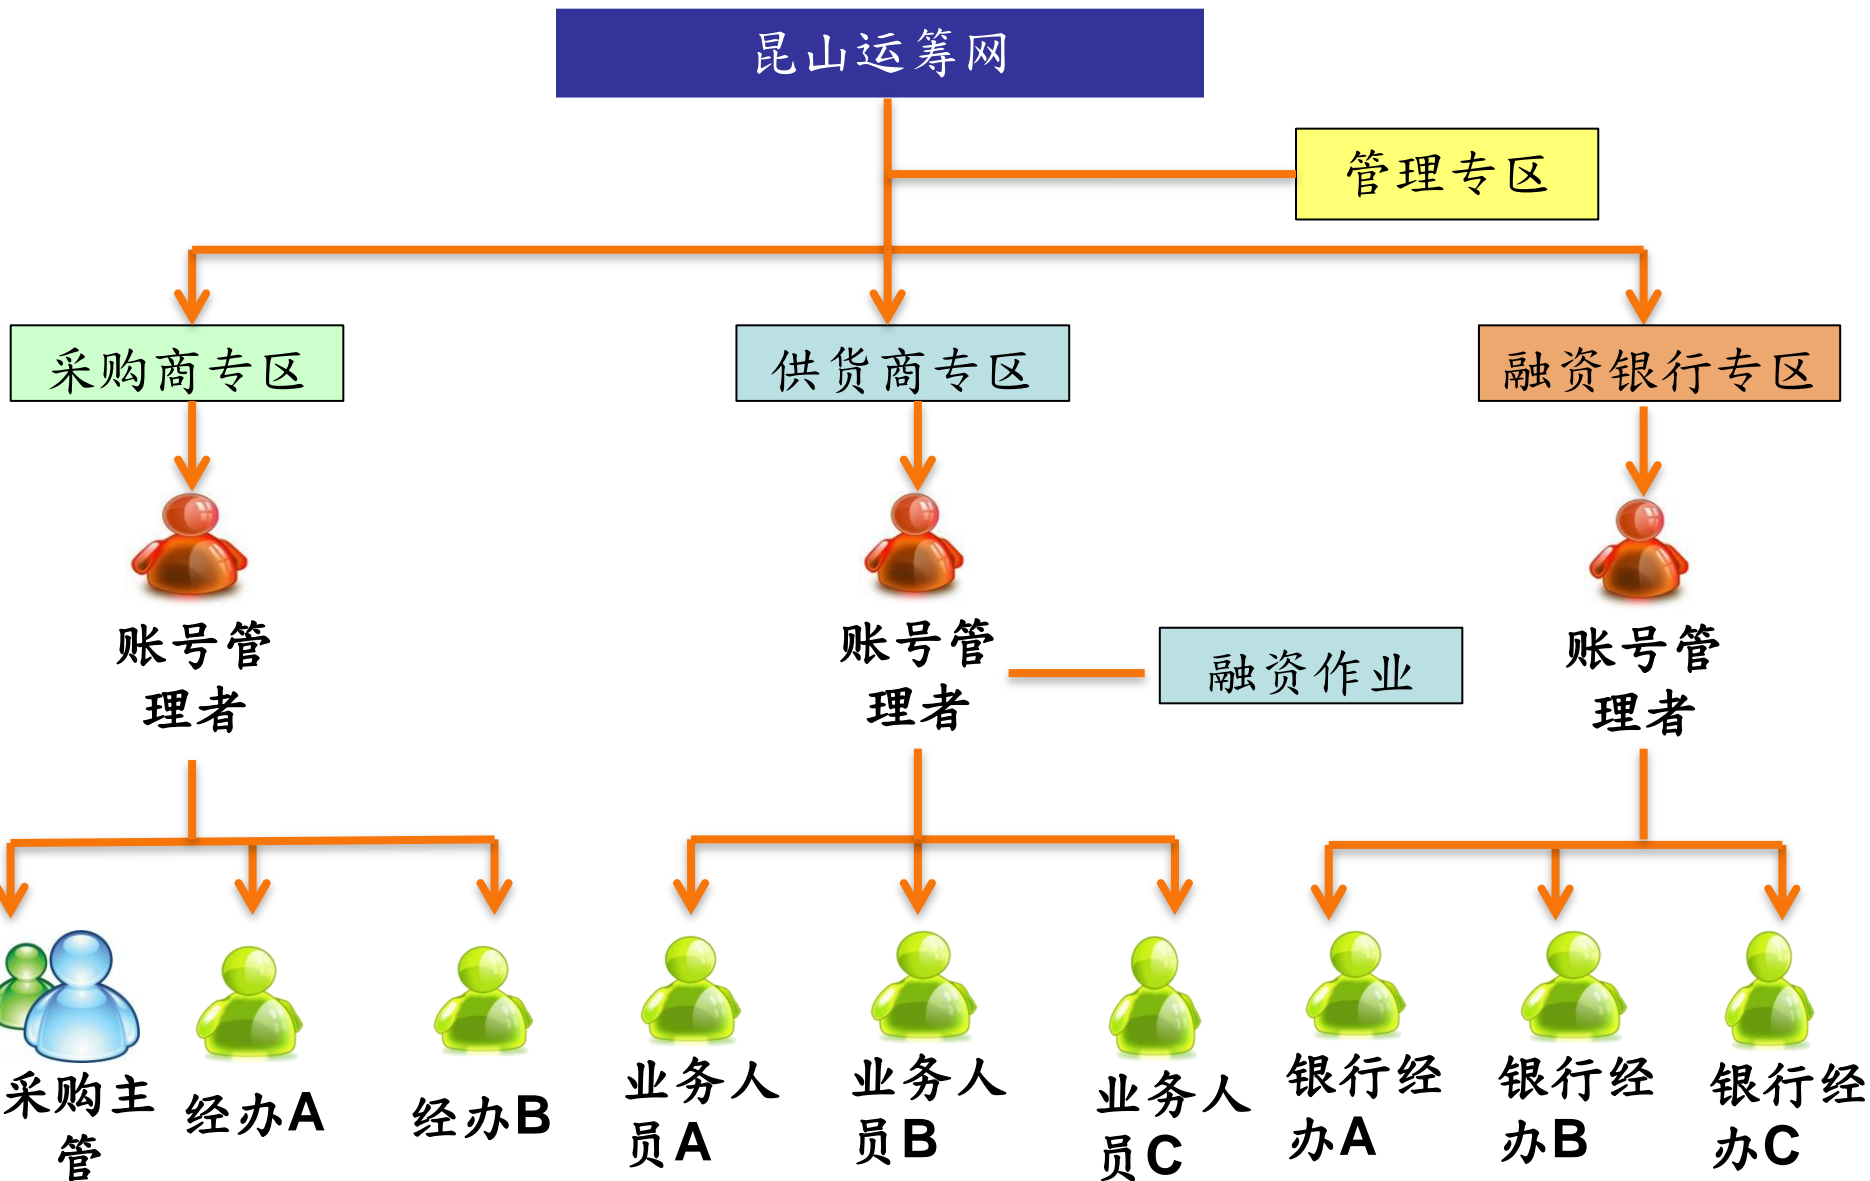 昆山运筹网
管理专区
采购商专区
供货商专区
融资银行专区
账号管
理者
账号管
理者
融资作业
账号管
理者
采购主
管
经办A
经办B
业务人
员A
业务人
员B
业务人
员C
银行经
办A
银行经
办B
银行经
办C